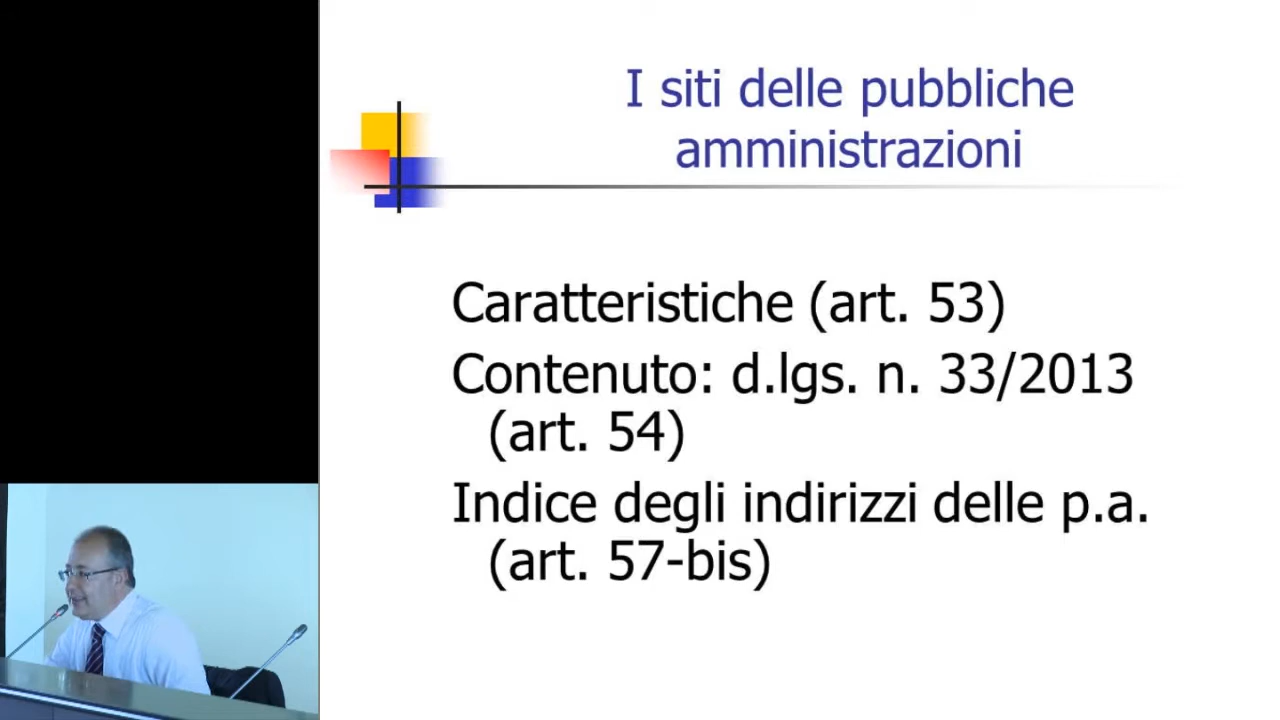 I siti delle pubbliche
amministrazioni
Caratteristiche (art. 53)
Contenuto: d.lgs. n. 33/2013
(art. 54)
Indice degli indirizzi delle p.a.
(art. 57-bis)